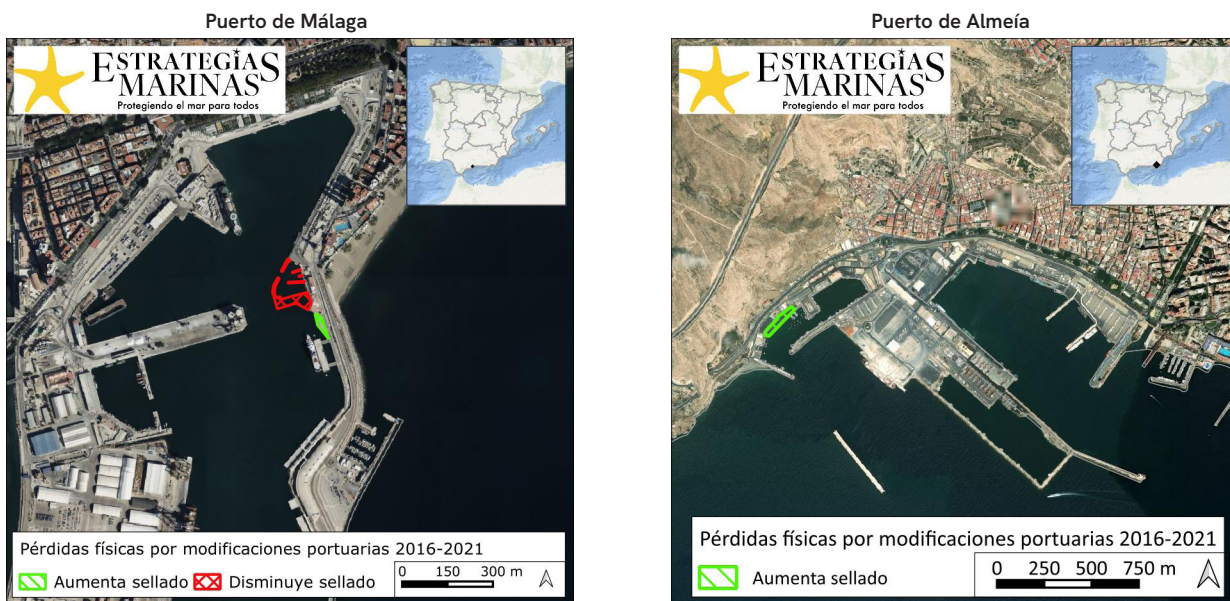 Puerto de Málaga
ESTRATEGIAS
MARINAS
Protegiendo el mar para todos
Pérdidas físicas por modificaciones portuarias 2016-2021
Aumenta sellado
Disminuye sellado
0 150 300 m
Puerto de Almeía
ESTRATEGIAS
MARINAS
Protegiendo el mar para todos
Pérdidas físicas por modificaciones portuarias 2016-2021
Aumenta sellado
0 250 500 750 m